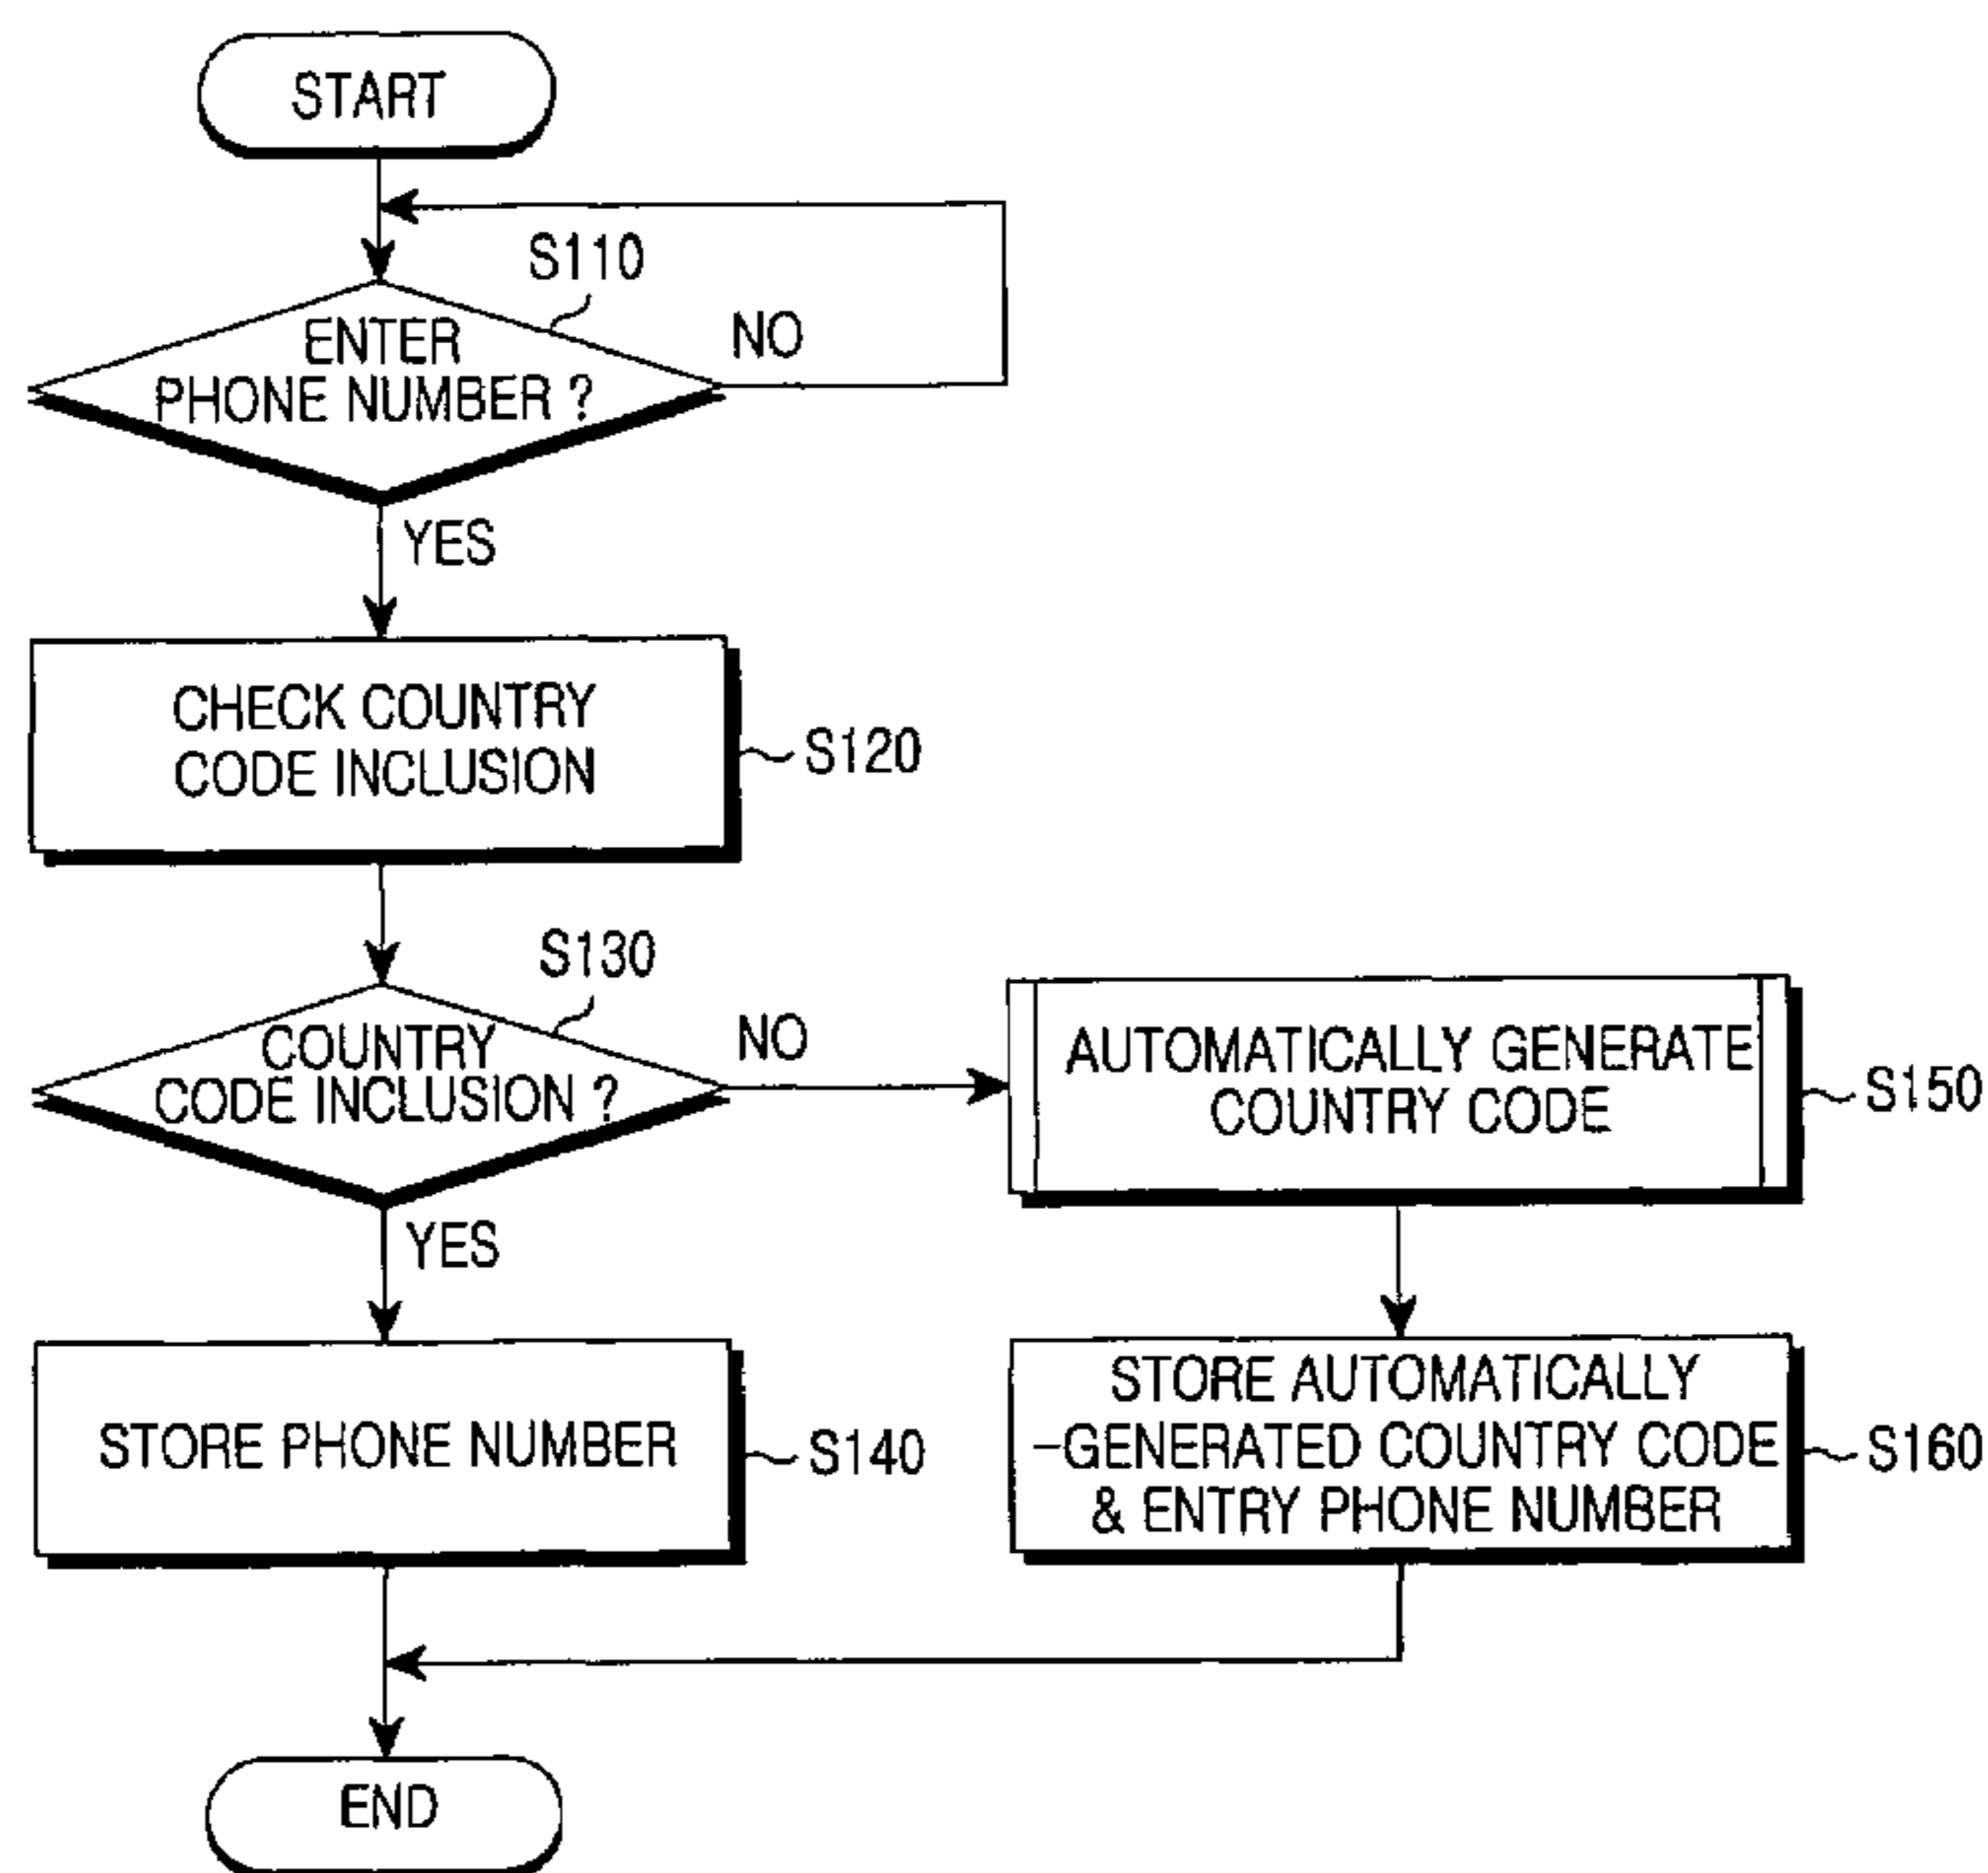 START
S110
ENTER
PHONE NUMBER ?
NO
YES
CHECK COUNTRY
CODE INCLUSION
S120
S130
COUNTRY
CODE INCLUSION ?
NO
YES
AUTOMATICALLY GENERATE
COUNTRY CODE
S150
STORE PHONE NUMBER
S140
STORE AUTOMATICALLY
-GENERATED COUNTRY CODE
& ENTRY PHONE NUMBER
S160
END